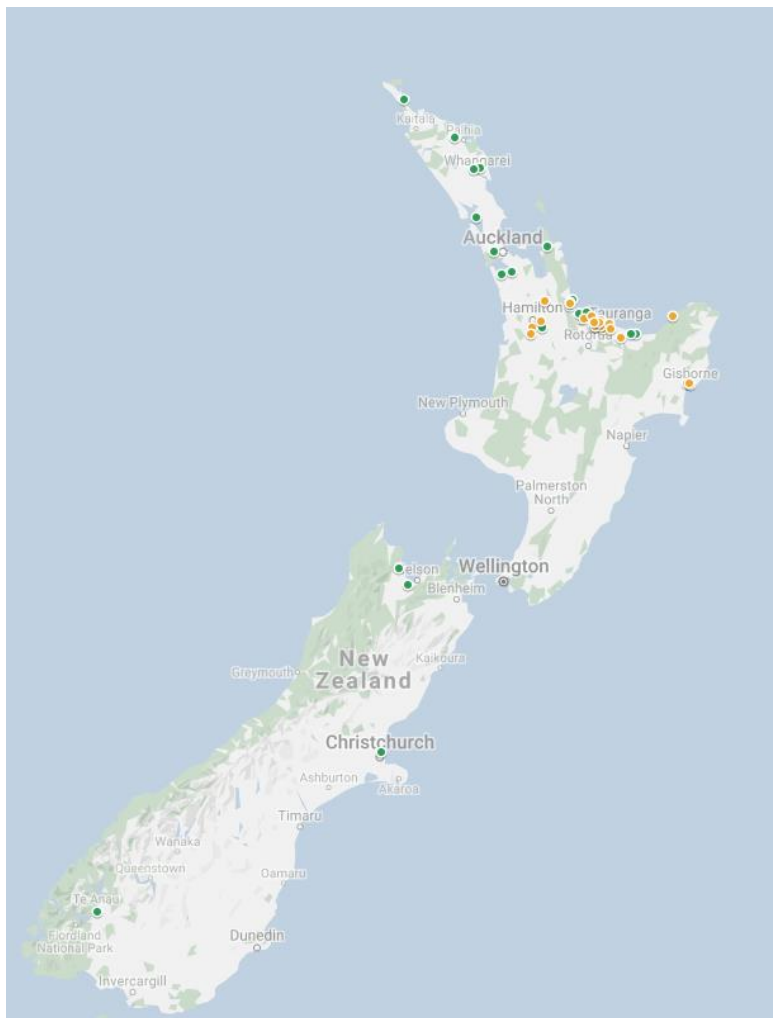 Kaitaia
Paihia
Whangarei
Auckland
Hamilton
Tauranga
Rotorua
Gisborne
New Plymouth
Napier
Palmerston
North
Nelson
Wellington
Blenheim
New
Zealand
Kaikoura
Greymouth
Christchurch
Ashburton
Akaroa
Timaru
Wanaka
Queenstown
Oamaru
Te Anau
Fiordland
National Park
Dunedin
Invercargill